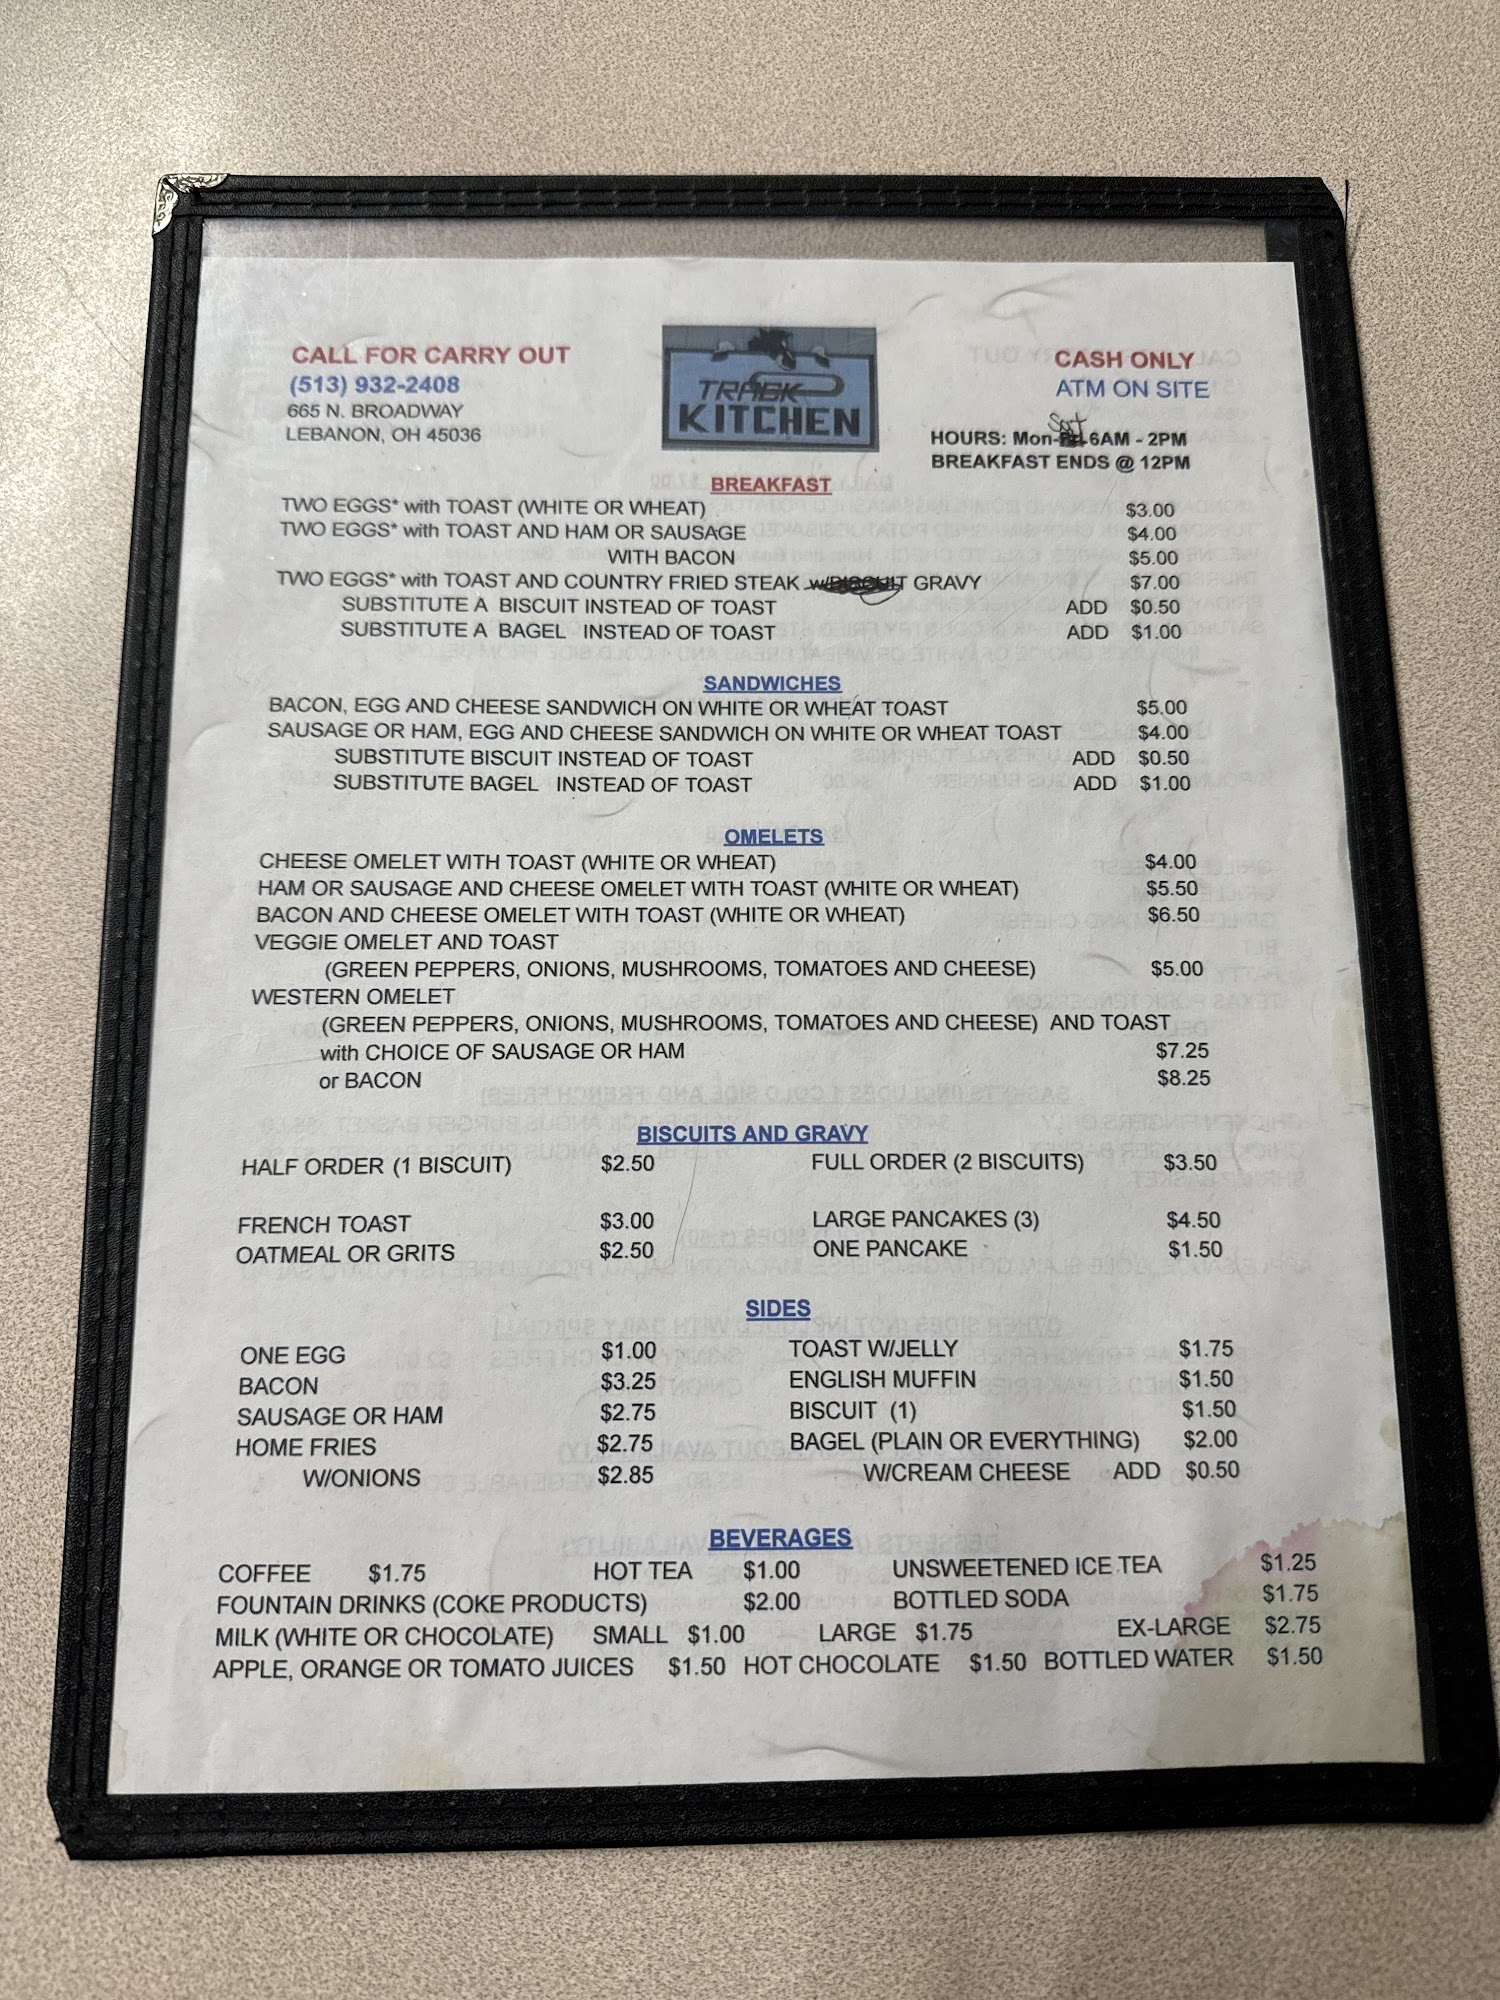 CALL FOR CARRY OUT
(513) 932-2408
665 N. BROADWAY
LEBANON, OH 45036
TRACK
KITCHEN
CASH ONLY
ATM ON SITE
HOURS: Mon-Sat 6AM - 2PM
BREAKFAST ENDS @ 12PM
BREAKFAST
TWO EGGS* with TOAST (WHITE OR WHEAT) $3.00
TWO EGGS* with TOAST AND HAM OR SAUSAGE $4.00
WITH BACON $5.00
TWO EGGS* with TOAST AND COUNTRY FRIED STEAK w/BISCUIT GRAVY $7.00
SUBSTITUTE A BISCUIT INSTEAD OF TOAST ADD $0.50
SUBSTITUTE A BAGEL INSTEAD OF TOAST ADD $1.00
SANDWICHES
BACON, EGG AND CHEESE SANDWICH ON WHITE OR WHEAT TOAST $5.00
SAUSAGE OR HAM, EGG AND CHEESE SANDWICH ON WHITE OR WHEAT TOAST $4.00
SUBSTITUTE BISCUIT INSTEAD OF TOAST ADD $0.50
SUBSTITUTE BAGEL INSTEAD OF TOAST ADD $1.00
OMELETS
CHEESE OMELET WITH TOAST (WHITE OR WHEAT) $4.00
HAM OR SAUSAGE AND CHEESE OMELET WITH TOAST (WHITE OR WHEAT) $5.50
BACON AND CHEESE OMELET WITH TOAST (WHITE OR WHEAT) $6.50
VEGGIE OMELET AND TOAST
(GREEN PEPPERS, ONIONS, MUSHROOMS, TOMATOES AND CHEESE) $5.00
WESTERN OMELET
(GREEN PEPPERS, ONIONS, MUSHROOMS, TOMATOES AND CHEESE) AND TOAST
with CHOICE OF SAUSAGE OR HAM $7.25
or BACON $8.25
BISCUITS AND GRAVY
HALF ORDER (1 BISCUIT) $2.50 FULL ORDER (2 BISCUITS) $3.50
FRENCH TOAST $3.00 LARGE PANCAKES (3) $4.50
OATMEAL OR GRITS $2.50 ONE PANCAKE $1.50
SIDES
ONE EGG $1.00 TOAST W/JELLY $1.75
BACON $3.25 ENGLISH MUFFIN $1.50
SAUSAGE OR HAM $2.75 BISCUIT (1) $1.50
HOME FRIES $2.75 BAGEL (PLAIN OR EVERYTHING) $2.00
W/ONIONS $2.85 W/CREAM CHEESE ADD $0.50
BEVERAGES
COFFEE $1.75 HOT TEA $1.00 UNSWEETENED ICE TEA $1.25
FOUNTAIN DRINKS (COKE PRODUCTS) $2.00 BOTTLED SODA $1.75
MILK (WHITE OR CHOCOLATE) SMALL $1.00 LARGE $1.75 EX-LARGE $2.75
APPLE, ORANGE OR TOMATO JUICES $1.50 HOT CHOCOLATE $1.50 BOTTLED WATER $1.50